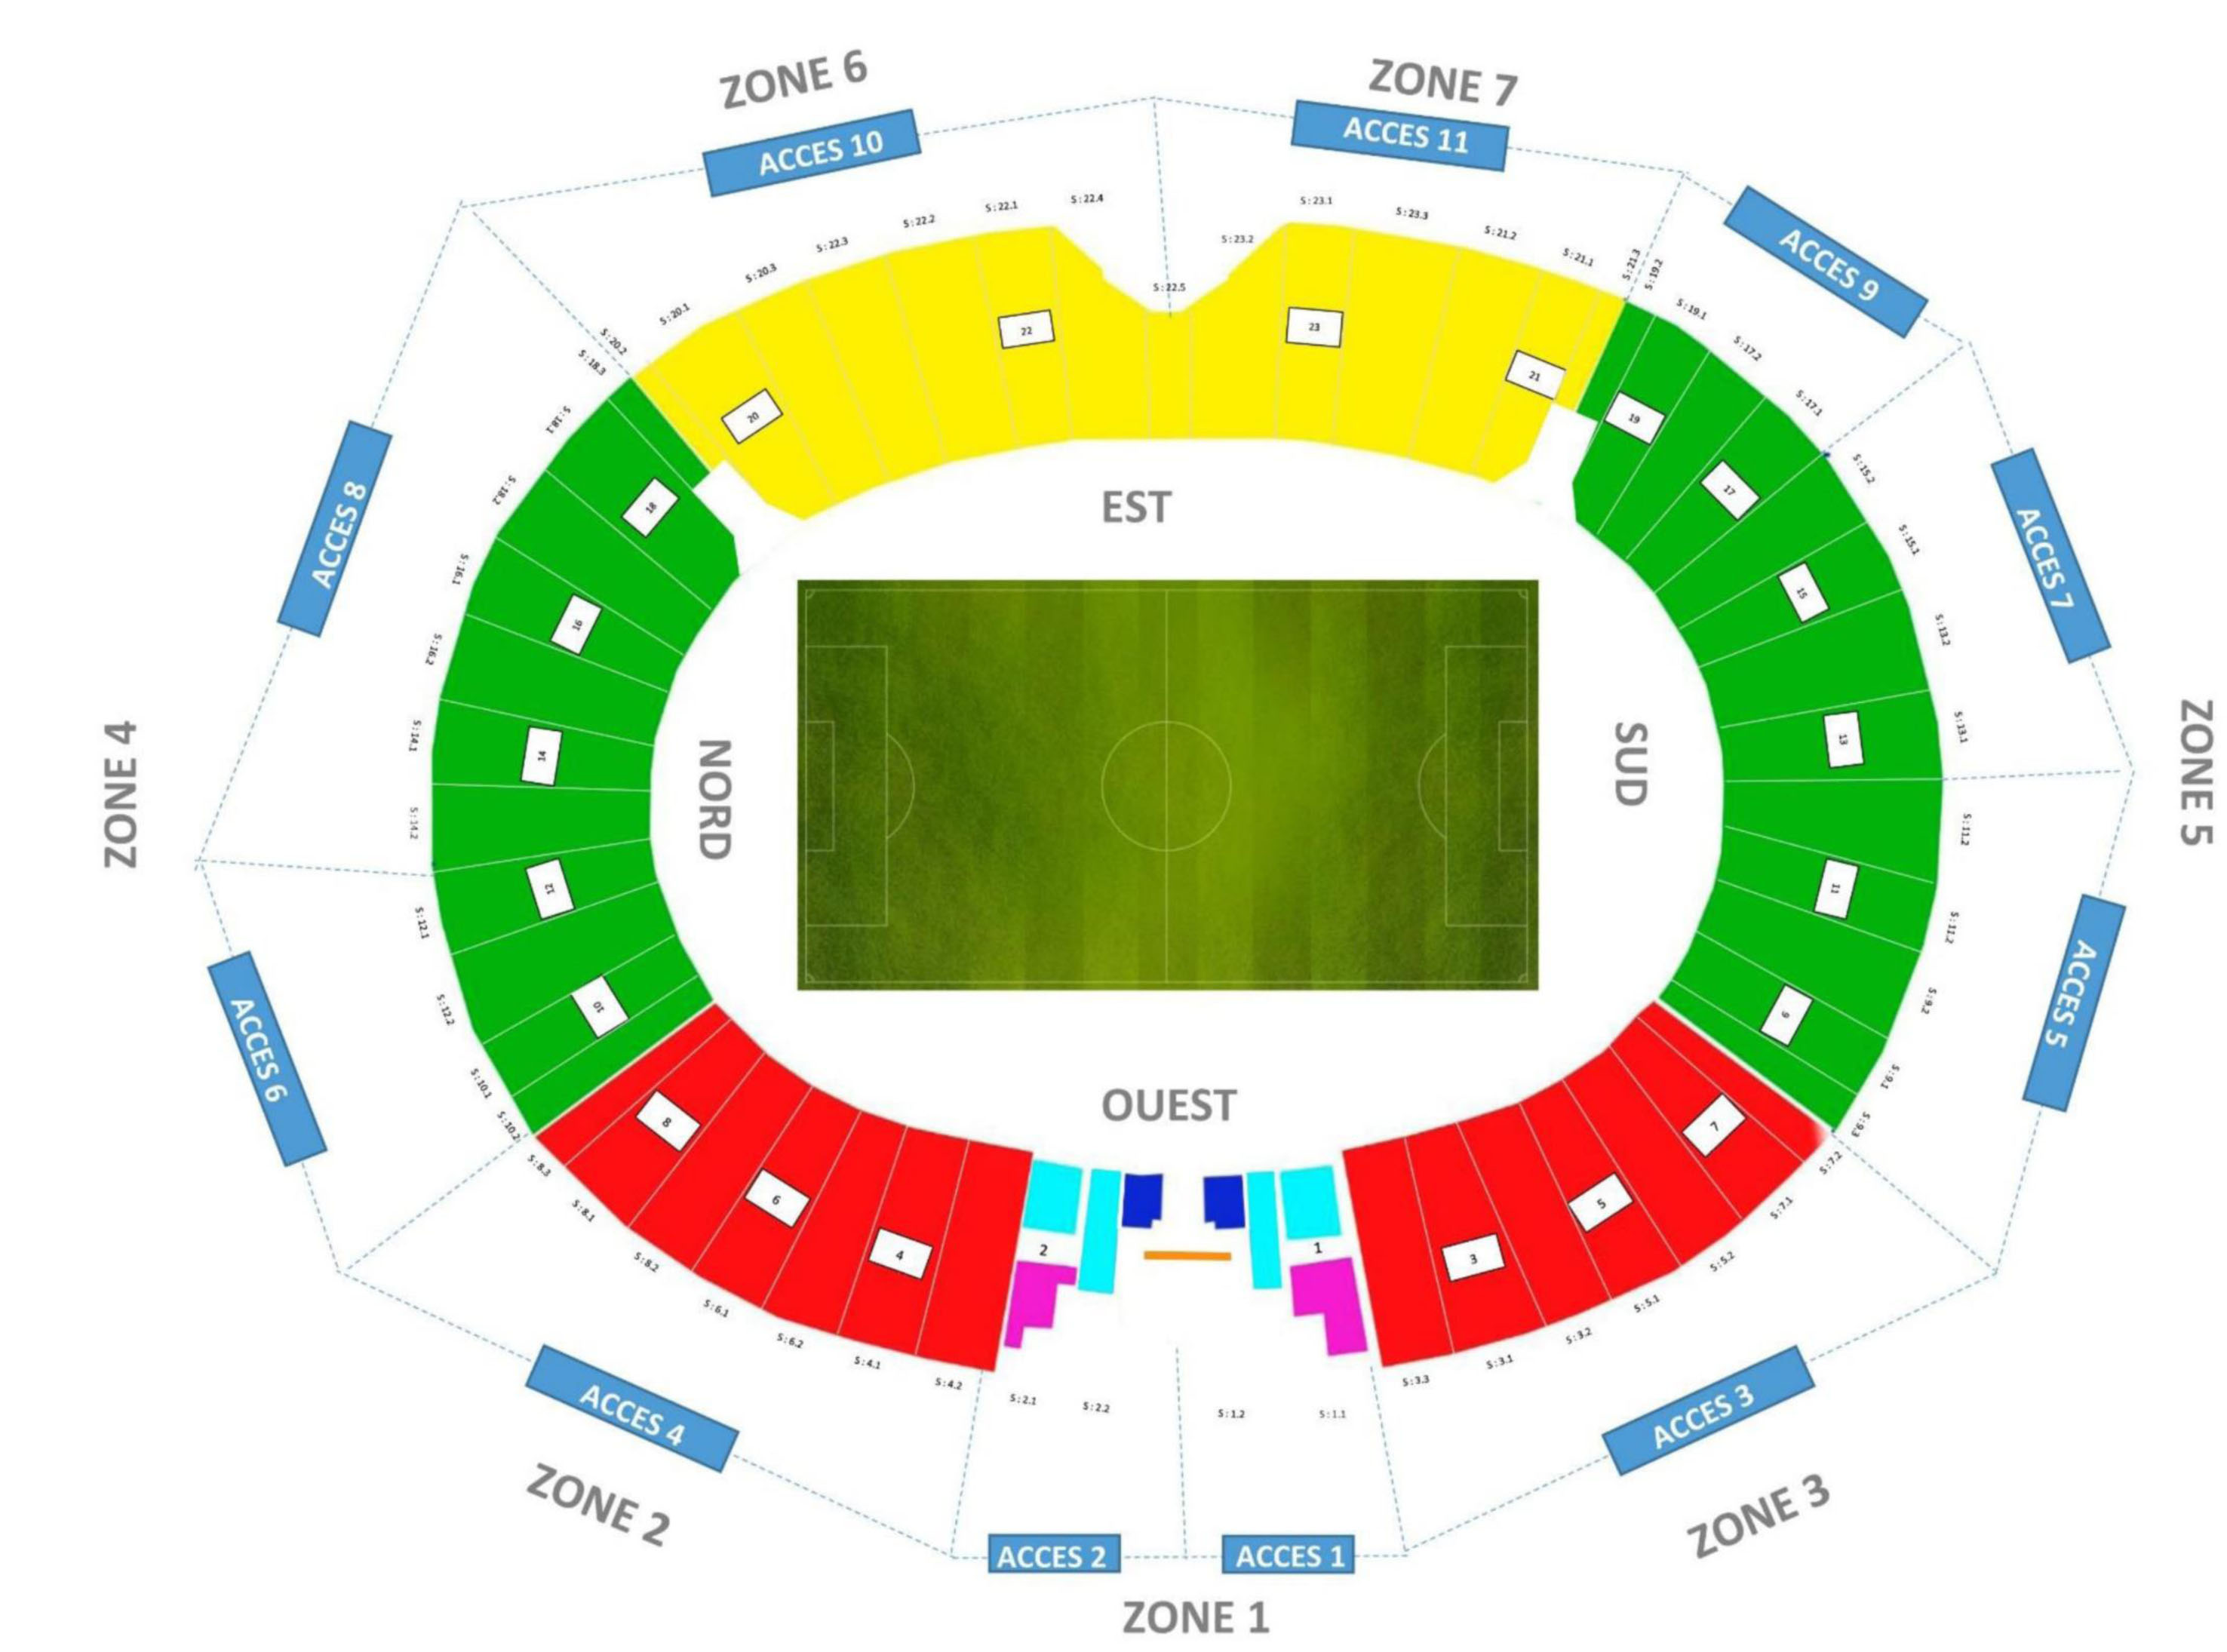 ZONE 6
ZONE 7
ACCES 10
ACCES 11
ACCES 9
ACCES 8
ACCES 7
ZONE 4
ZONE 5
ACCES 6
ACCES 5
ACCES 4
ACCES 3
ZONE 2
ZONE 3
ACCES 2
ACCES 1
ZONE 1
EST
NORD
SUD
OUEST
S:18.2
S:18.1
S:18.3
S:20.2
S:20.1
S:20.3
S:22.3
S:22.2
S:22.1
S:22.4
S:22.5
S:23.2
S:23.1
S:23.3
S:21.2
S:21.1
S:21.3
S:19.2
S:19.1
S:17.2
S:17.1
S:15.2
S:15.1
S:13.2
S:13.1
S:11.2
S:11.2
S:9.2
S:9.1
S:9.3
S:7.2
S:7.1
S:5.2
S:5.1
S:3.2
S:3.1
S:3.3
S:1.1
S:1.2
S:2.2
S:2.1
S:4.2
S:4.1
S:6.2
S:6.1
S:8.2
S:8.1
S:8.3
S:10.2
S:10.1
S:12.2
S:12.1
S:14.2
S:14.1
S:16.2
S:16.1
22
23
20
21
19
18
17
16
15
14
13
12
11
10
9
8
7
6
5
4
3
2
1